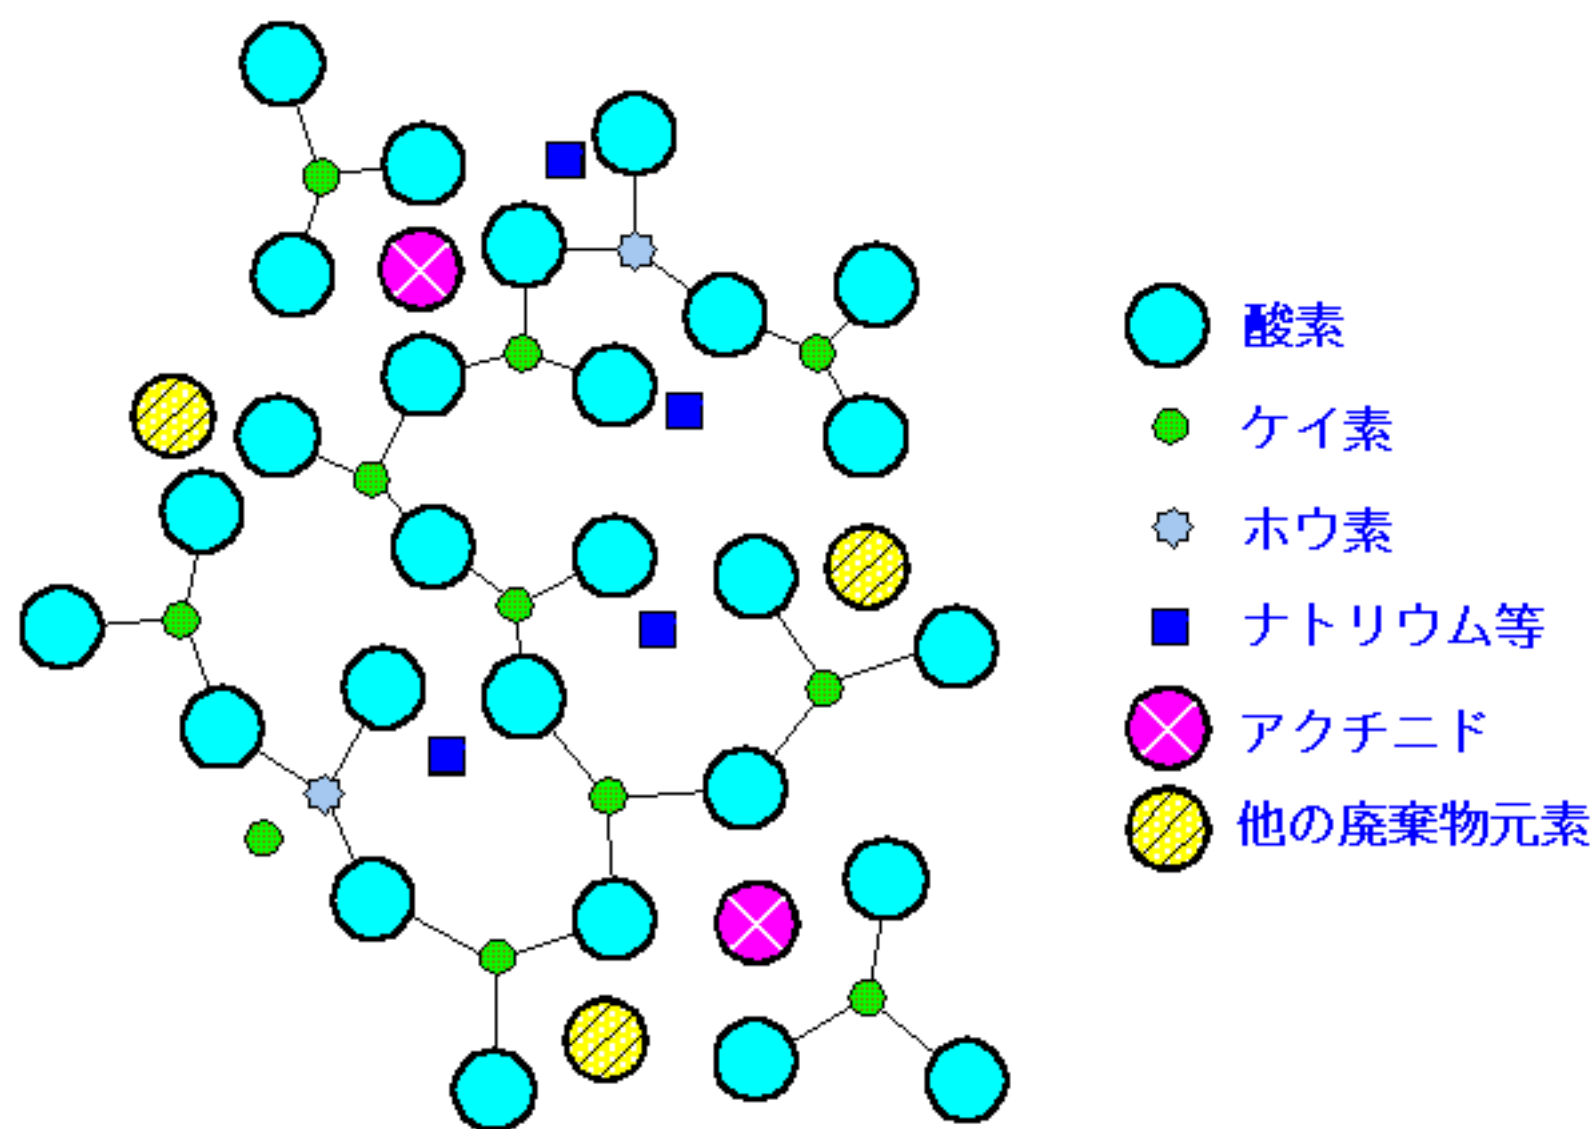 酸素
ケイ素
ホウ素
ナトリウム等
アクチニド
他の廃棄物元素